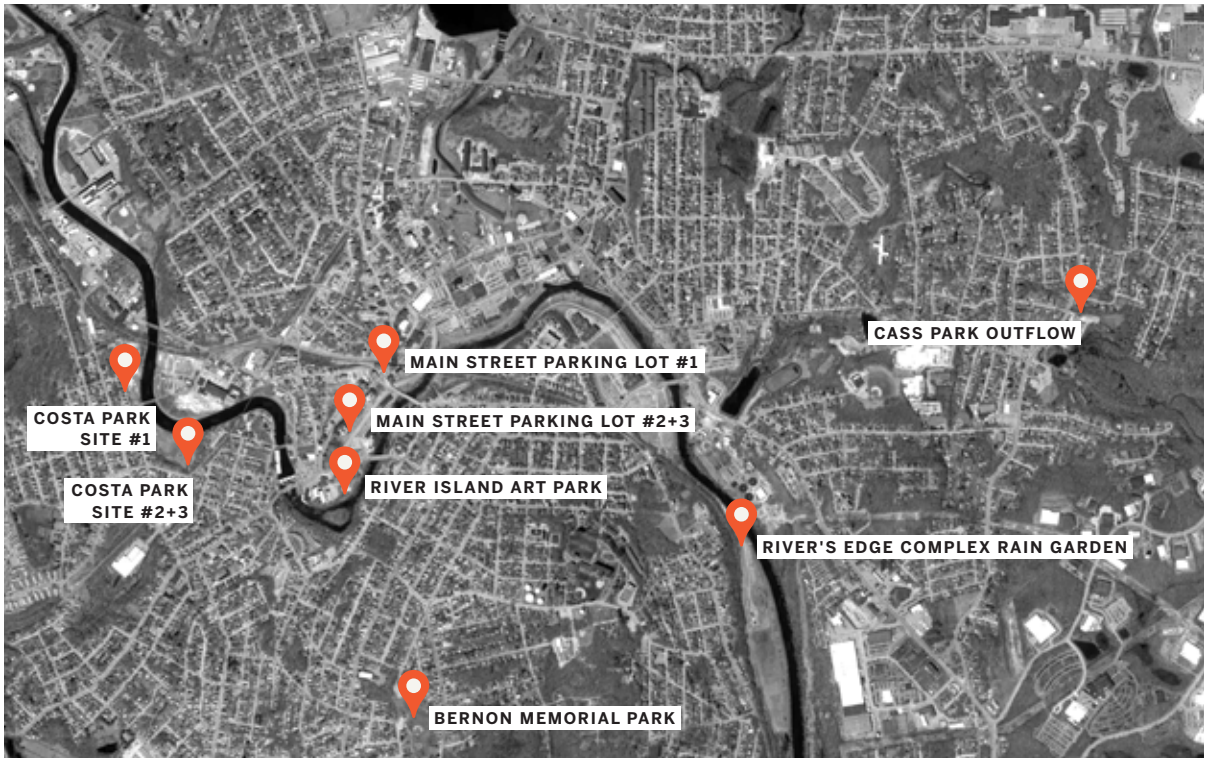 CASS PARK OUTFLOW
MAIN STREET PARKING LOT #1
COSTA PARK
SITE #1
MAIN STREET PARKING LOT #2+3
COSTA PARK
SITE #2+3
RIVER ISLAND ART PARK
RIVER'S EDGE COMPLEX RAIN GARDEN
BERNON MEMORIAL PARK